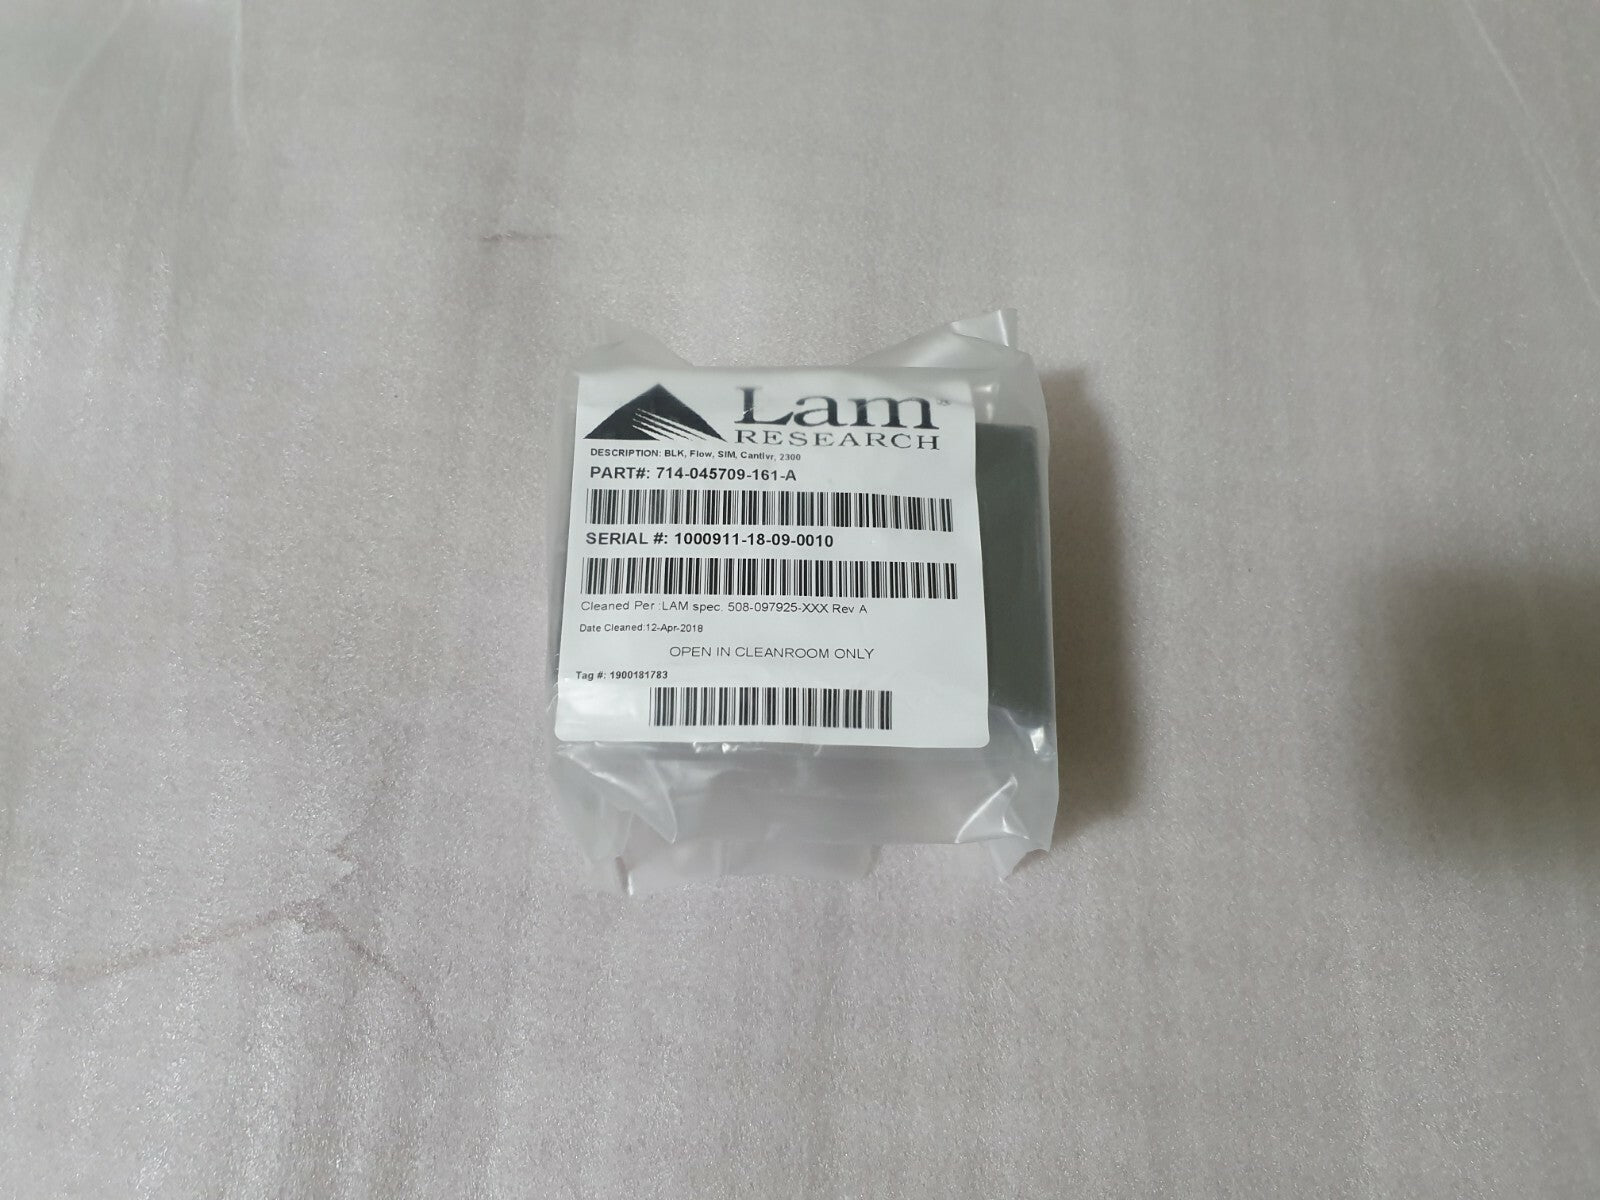 Lam®
RESEARCH
DESCRIPTION: BLK, Flow, SIM, Cantlvr, 2300
PART#: 714-045709-161-A
SERIAL #: 1000911-18-09-0010
Cleaned Per :LAM spec. 508-097925-XXX Rev A
Date Cleaned:12-Apr-2018
OPEN IN CLEANROOM ONLY
Tag #: 1900181783